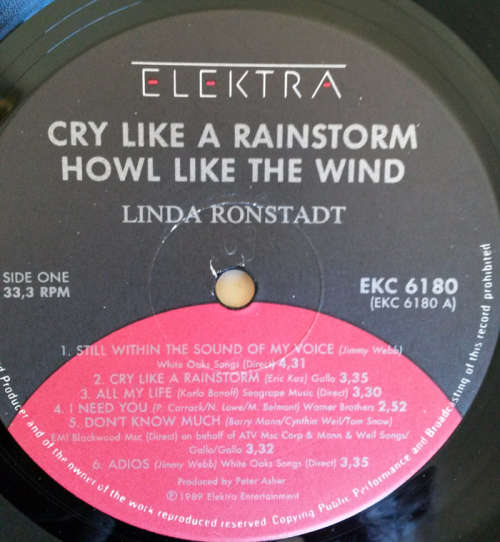 ELEKTRA
CRY LIKE A RAINSTORM
HOWL LIKE THE WIND
LINDA RONSTADT
SIDE ONE
33,3 RPM
EKC 6180
(EKC 6180 A)
1. STILL WITHIN THE SOUND OF MY VOICE (Jimmy Webb)
White Oaks Songs (Direct) 4,31
2. CRY LIKE A RAINSTORM (Eric Kaz) Gallo 3,35
3. ALL MY LIFE (Karla Bonoff) Seagrape Music (Direct) 3,30
4. I NEED YOU (P. Carrack/N. Lowe/M. Belmont) Warner Brothers 2,52
5. DON'T KNOW MUCH (Barry Mann/Cynthia Weil/Tom Snow)
EMI Blackwood Msc (Direct) on behalf of ATV Msc Corp & Mann & Weil Songs/
Gallo/Gallo 3,32
6. ADIOS (Jimmy Webb) White Oaks Songs (Direct) 3,35
Produced by Peter Asher
℗ © 1989 Elektra Entertainment
Producer and of the owner of the work reproduced reserved Copying Public Performance and Broadcasting of this record prohibited